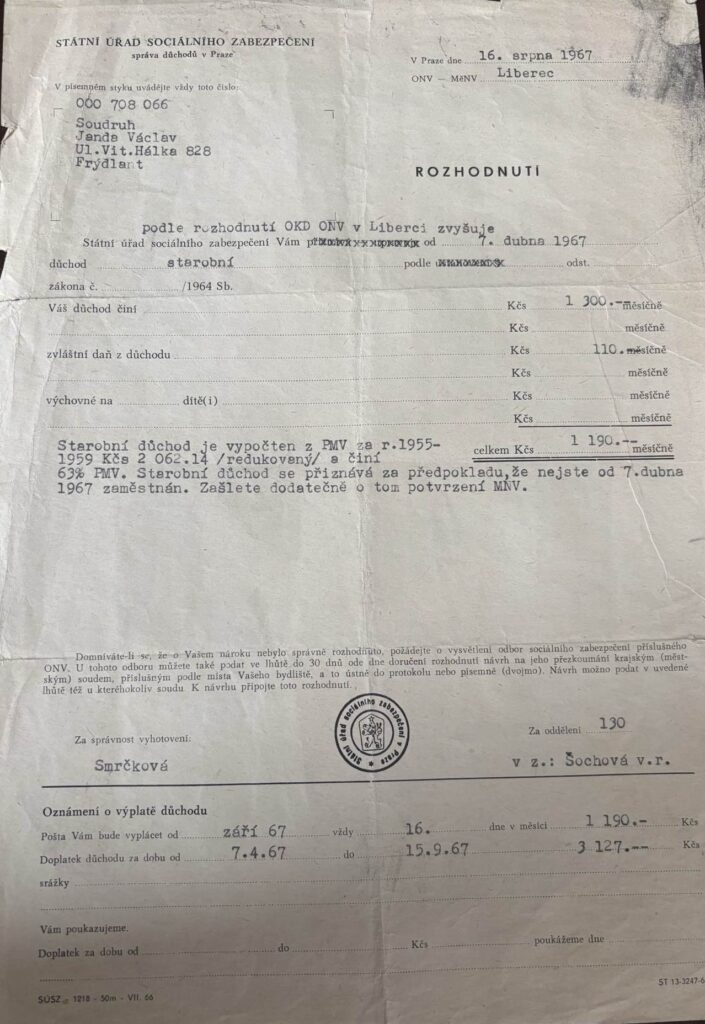 STÁTNÍ ÚŘAD SOCIÁLNÍHO ZABEZPEČENÍ
správa důchodů v Praze
V Praze dne 16. srpna 1967
ONV — MěNV Liberec
V písemném styku uvádějte vždy toto číslo:
000 708 066
Soudruh
Janda Václav
Ul.Vít.Hálka 828
Frýdlant
ROZHODNUTÍ
podle rozhodnutí OKD ONV v Liberci zvyšuje
Státní úřad sociálního zabezpečení Vám od 7. dubna 1967
důchod starobní podle odst.
zákona č. /1964 Sb.
Váš důchod činí Kčs 1 300.-- měsíčně
Kčs měsíčně
zvláštní daň z důchodu Kčs 110.- měsíčně
Kčs měsíčně
výchovné na dítě(i) Kčs měsíčně
Kčs měsíčně
celkem Kčs 1 190.-- měsíčně
Starobní důchod je vypočten z PMV za r.1955-
1959 Kčs 2 062.14 /redukovaný/ a činí
63% PMV. Starobní důchod se přiznává za předpokladu,že nejste od 7.dubna
1967 zaměstnán. Zašlete dodatečně o tom potvrzení MNV.
Domníváte-li se, že o Vašem nároku nebylo správně rozhodnuto, požádejte o vysvětlení odbor sociálního zabezpečení příslušného
ONV. U tohoto odboru můžete také podat ve lhůtě do 30 dnů ode dne doručení rozhodnutí návrh na jeho přezkoumání krajským (měst-
ským) soudem, příslušným podle místa Vašeho bydliště, a to ústně do protokolu nebo písemně (dvojmo). Návrh možno podat v uvedené
lhůtě též u kteréhokoliv soudu. K návrhu připojte toto rozhodnutí.
Státní úřad sociálního zabezpečení v Praze
Za správnost vyhotovení:
Smrčková
Za oddělení 130
v z.: Šochová v.r.
Oznámení o výplatě důchodu
Pošta Vám bude vyplácet od září 67 vždy 16. dne v měsíci 1 190.- Kčs
Doplatek důchodu za dobu od 7.4.67 do 15.9.67 3 127.-- Kčs
srážky
Vám poukazujeme.
Doplatek za dobu od do Kčs poukážeme dne
SÚSZ 1218 - 50m - VII. 66
ST 13-3247-6